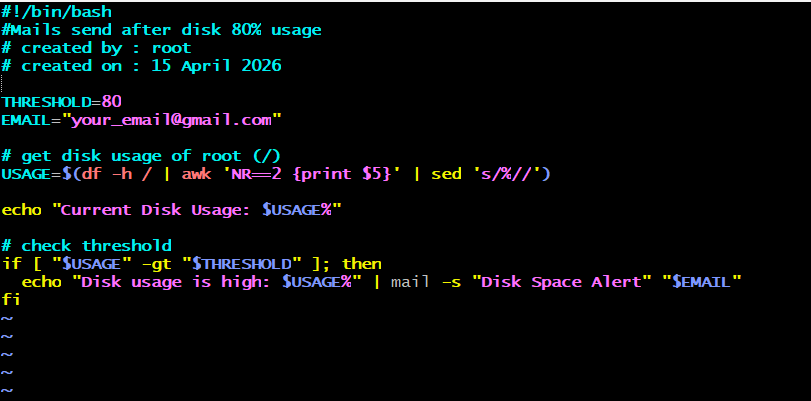 #!/bin/bash
#Mails send after disk 80% usage
# created by : root
# created on : 15 April 2026
THRESHOLD=80
EMAIL="your_email@gmail.com"
# get disk usage of root (/)
USAGE=$(df -h / | awk 'NR==2 {print $5}' | sed 's/%//')
echo "Current Disk Usage: $USAGE%"
# check threshold
if [ "$USAGE" -gt "$THRESHOLD" ]; then
  echo "Disk usage is high: $USAGE%" | mail -s "Disk Space Alert" "$EMAIL"
fi
~
~
~
~
~